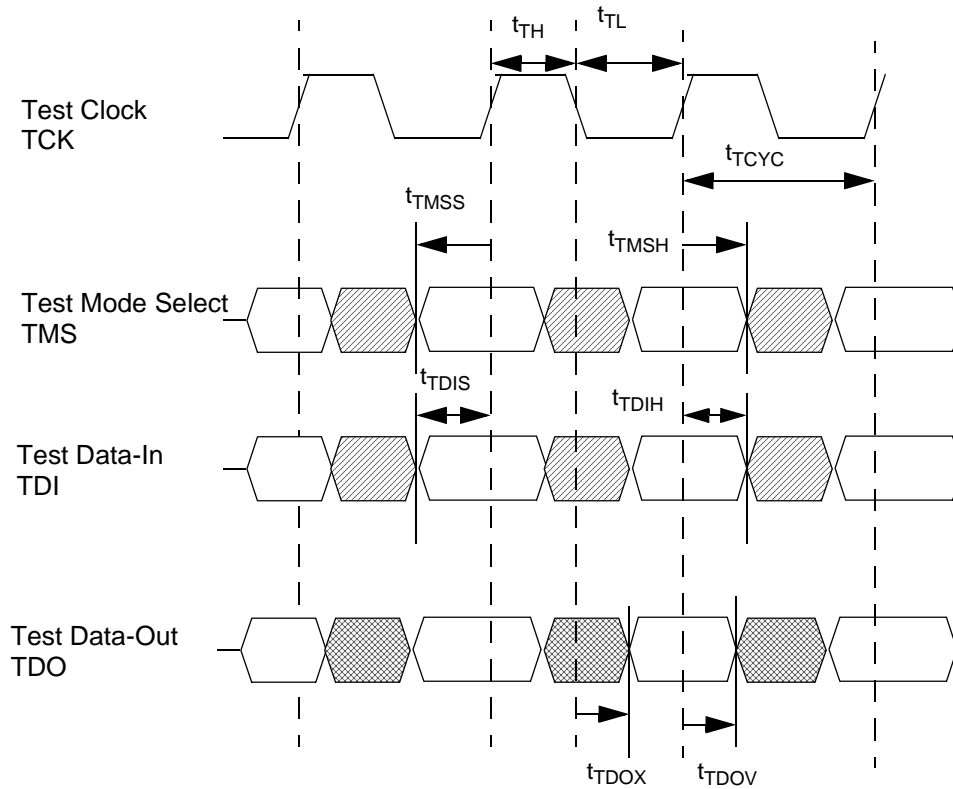 tTH
tTL
Test Clock
TCK
tTCYC
tTMSS
tTMSH
Test Mode Select
TMS
tTDIS
tTDIH
Test Data-In
TDI
Test Data-Out
TDO
tTDOX
tTDOV